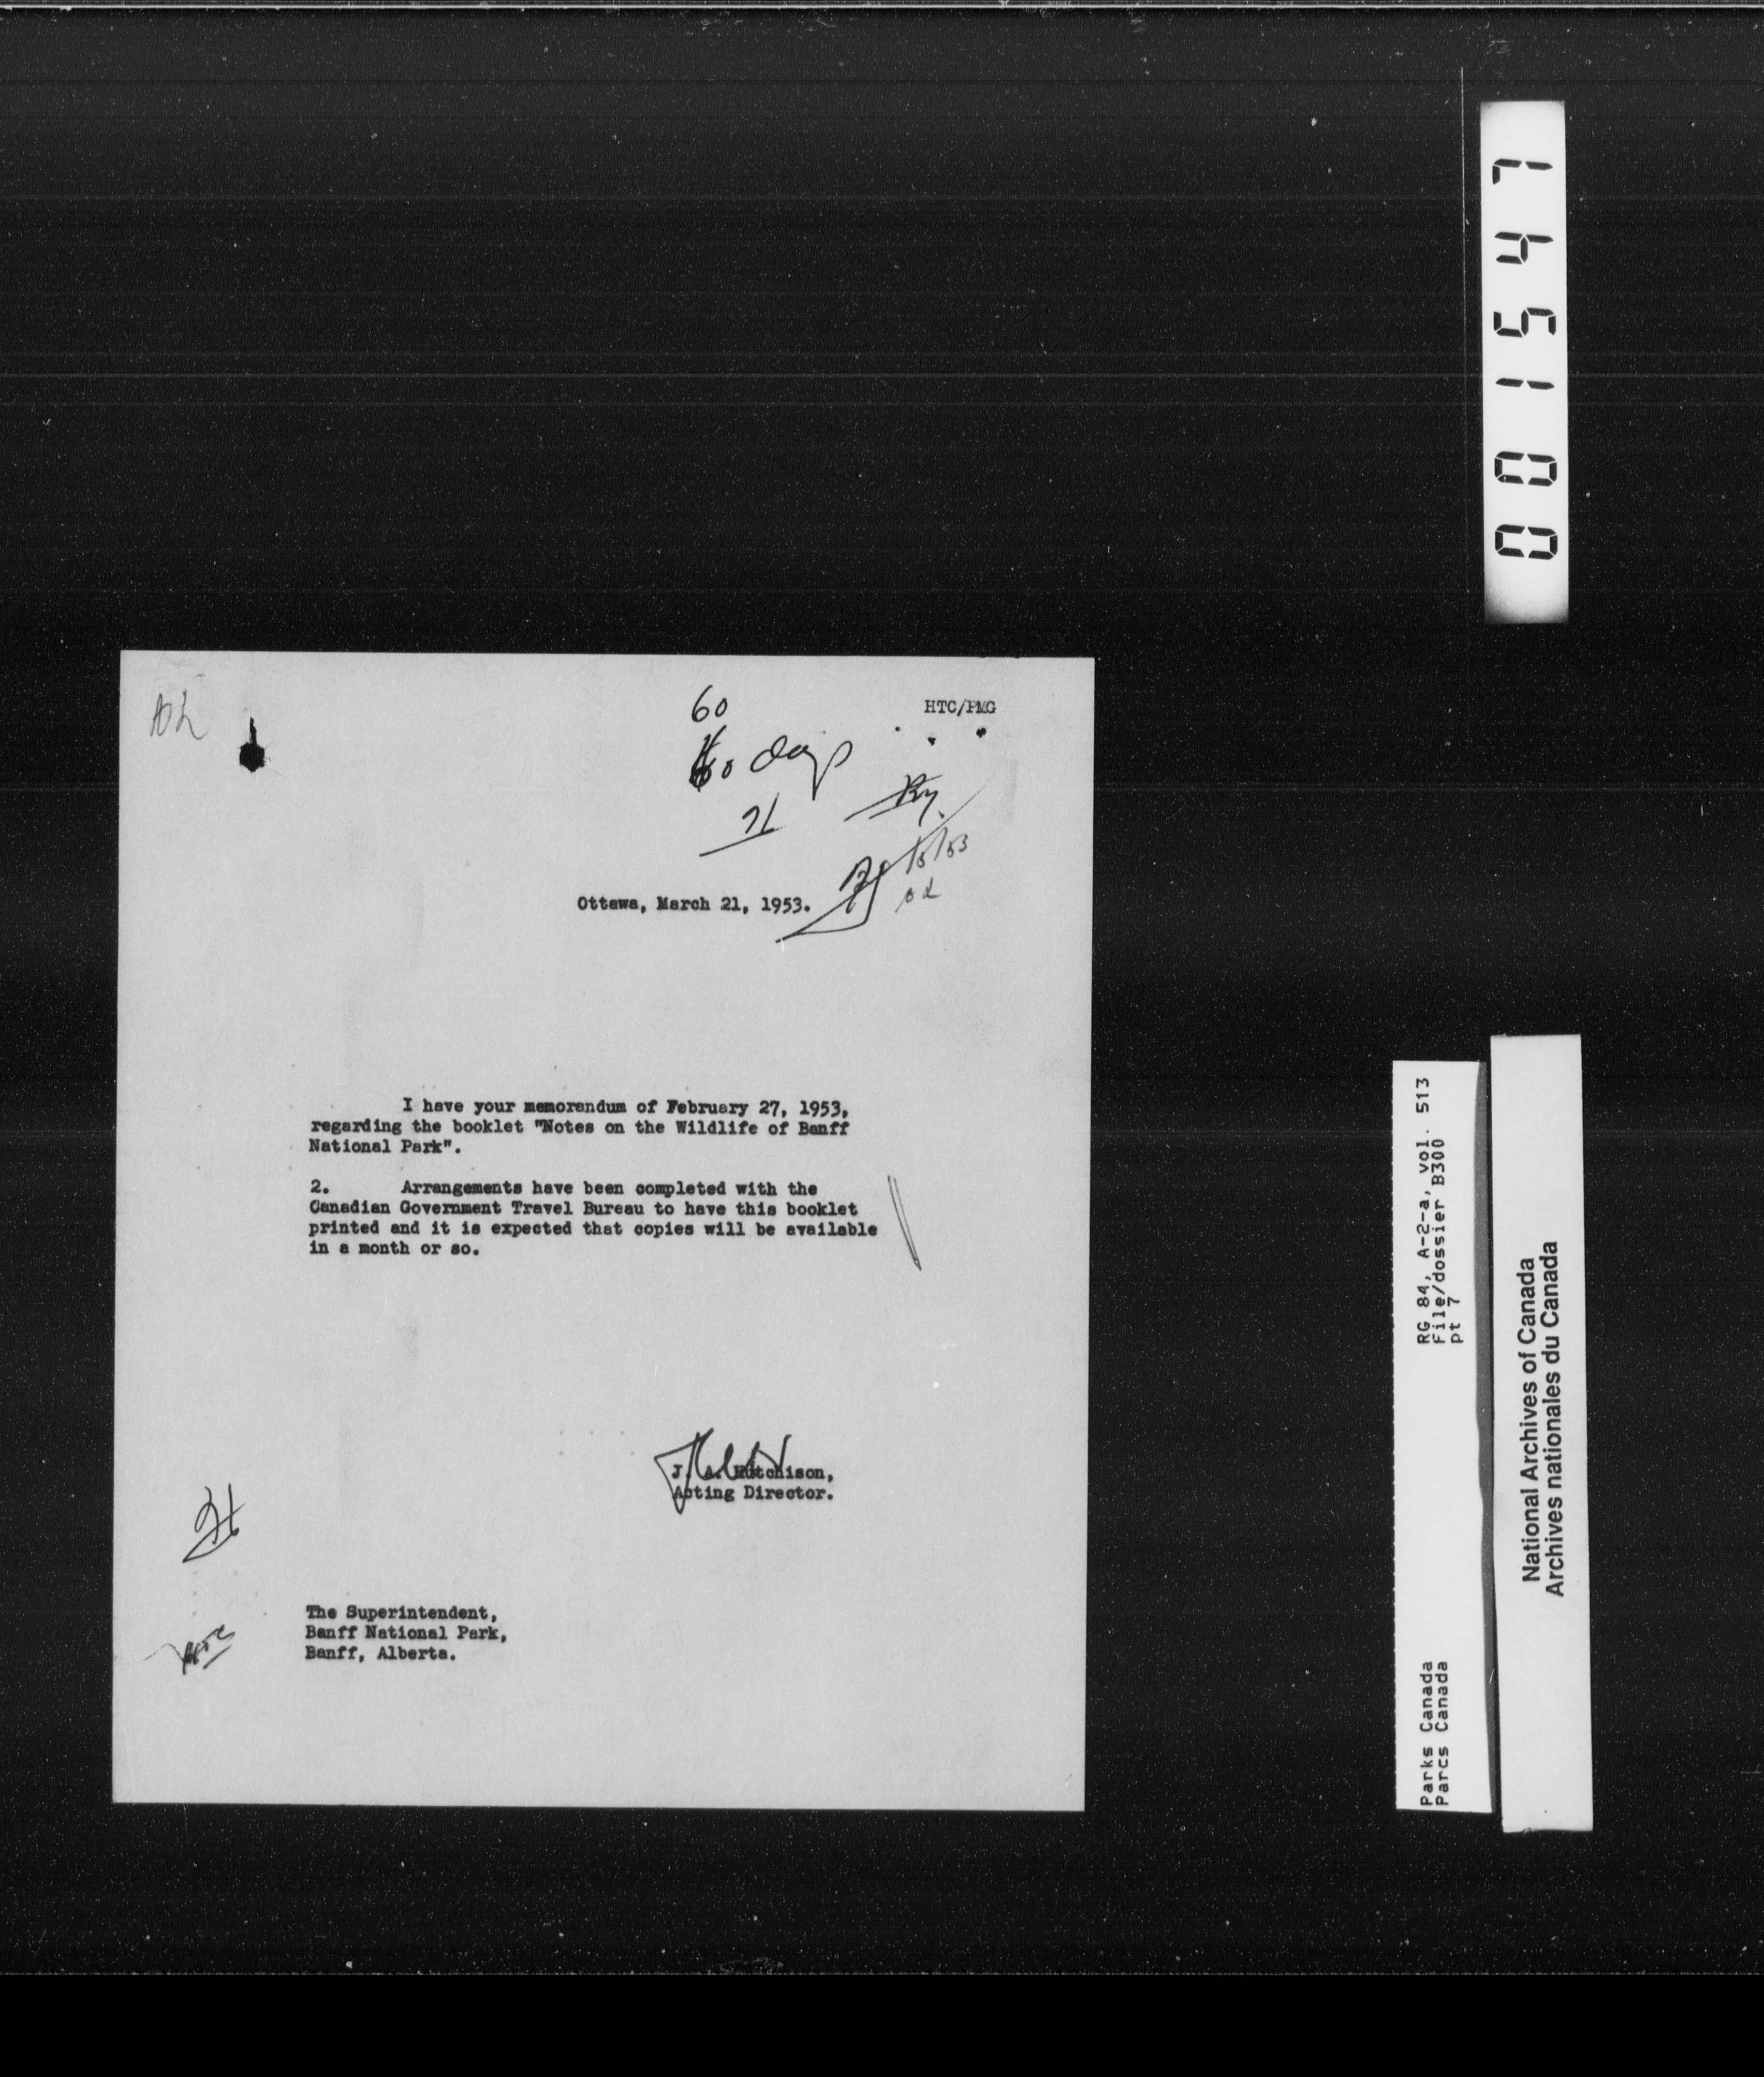 HTC/PMG
60
60 days
Ottawa, March 21, 1953.
I have your memorandum of February 27, 1953,
regarding the booklet "Notes on the Wildlife of Banff
National Park".
2. Arrangements have been completed with the
Canadian Government Travel Bureau to have this booklet
printed and it is expected that copies will be available
in a month or so.
J. A. Hutchison,
Acting Director.
The Superintendent,
Banff National Park,
Banff, Alberta.
001547
RG 84, A-2-a, vol. 513
File/dossier B300
pt 7
Parks Canada
Parcs Canada
National Archives of Canada
Archives nationales du Canada